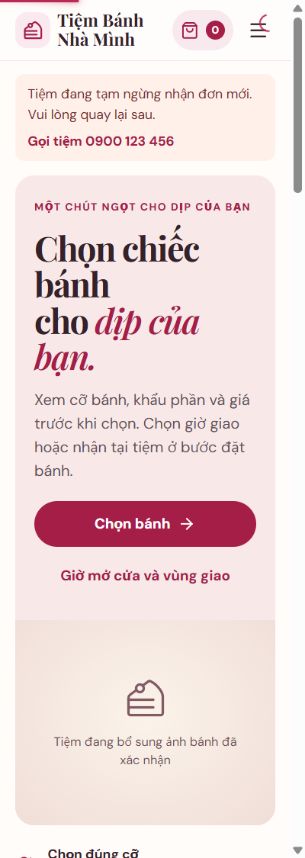 Tiệm Bánh
Nhà Mình
0
Tiệm đang tạm ngừng nhận đơn mới.
Vui lòng quay lại sau.
Gọi tiệm 0900 123 456
MỘT CHÚT NGỌT CHO DỊP CỦA BẠN
Chọn chiếc
bánh
cho dịp của
bạn.
Xem cỡ bánh, khẩu phần và giá
trước khi chọn. Chọn giờ giao
hoặc nhận tại tiệm ở bước đặt
bánh.
Chọn bánh →
Giờ mở cửa và vùng giao
Tiệm đang bổ sung ảnh bánh đã
xác nhận
Chọn đúng cỡ